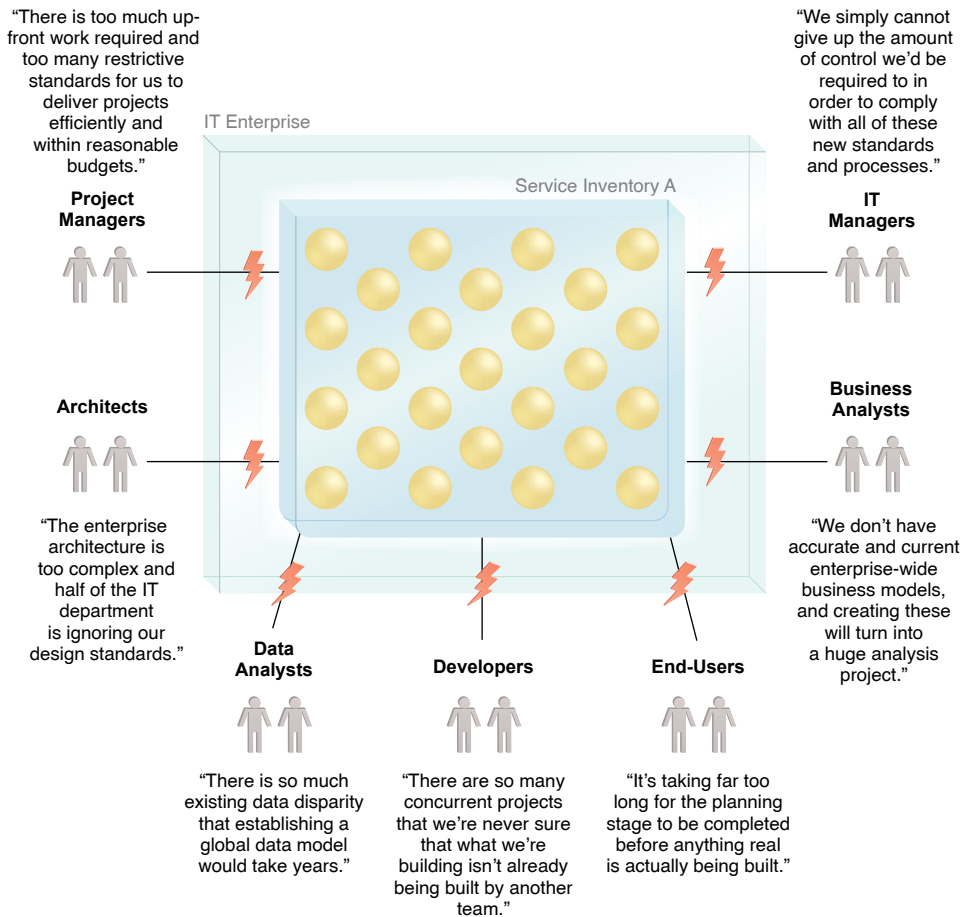 “There is too much up-
front work required and
too many restrictive
standards for us to
deliver projects
efficiently and
within reasonable
budgets.”
Project
Managers
“We simply cannot
give up the amount
of control we’d be
required to in
order to comply
with all of these
new standards
and processes.”
IT
Managers
IT Enterprise
Service Inventory A
Architects
“The enterprise
architecture is
too complex and
half of the IT
department
is ignoring our
design standards.”
Business
Analysts
“We don’t have
accurate and current
enterprise-wide
business models,
and creating these
will turn into
a huge analysis
project.”
Data
Analysts
“There is so much
existing data disparity
that establishing a
global data model
would take years.”
Developers
“There are so many
concurrent projects
that we’re never sure
that what we’re
building isn’t already
being built by another
team.”
End-Users
“It’s taking far too
long for the planning
stage to be completed
before anything real
is actually being built.”